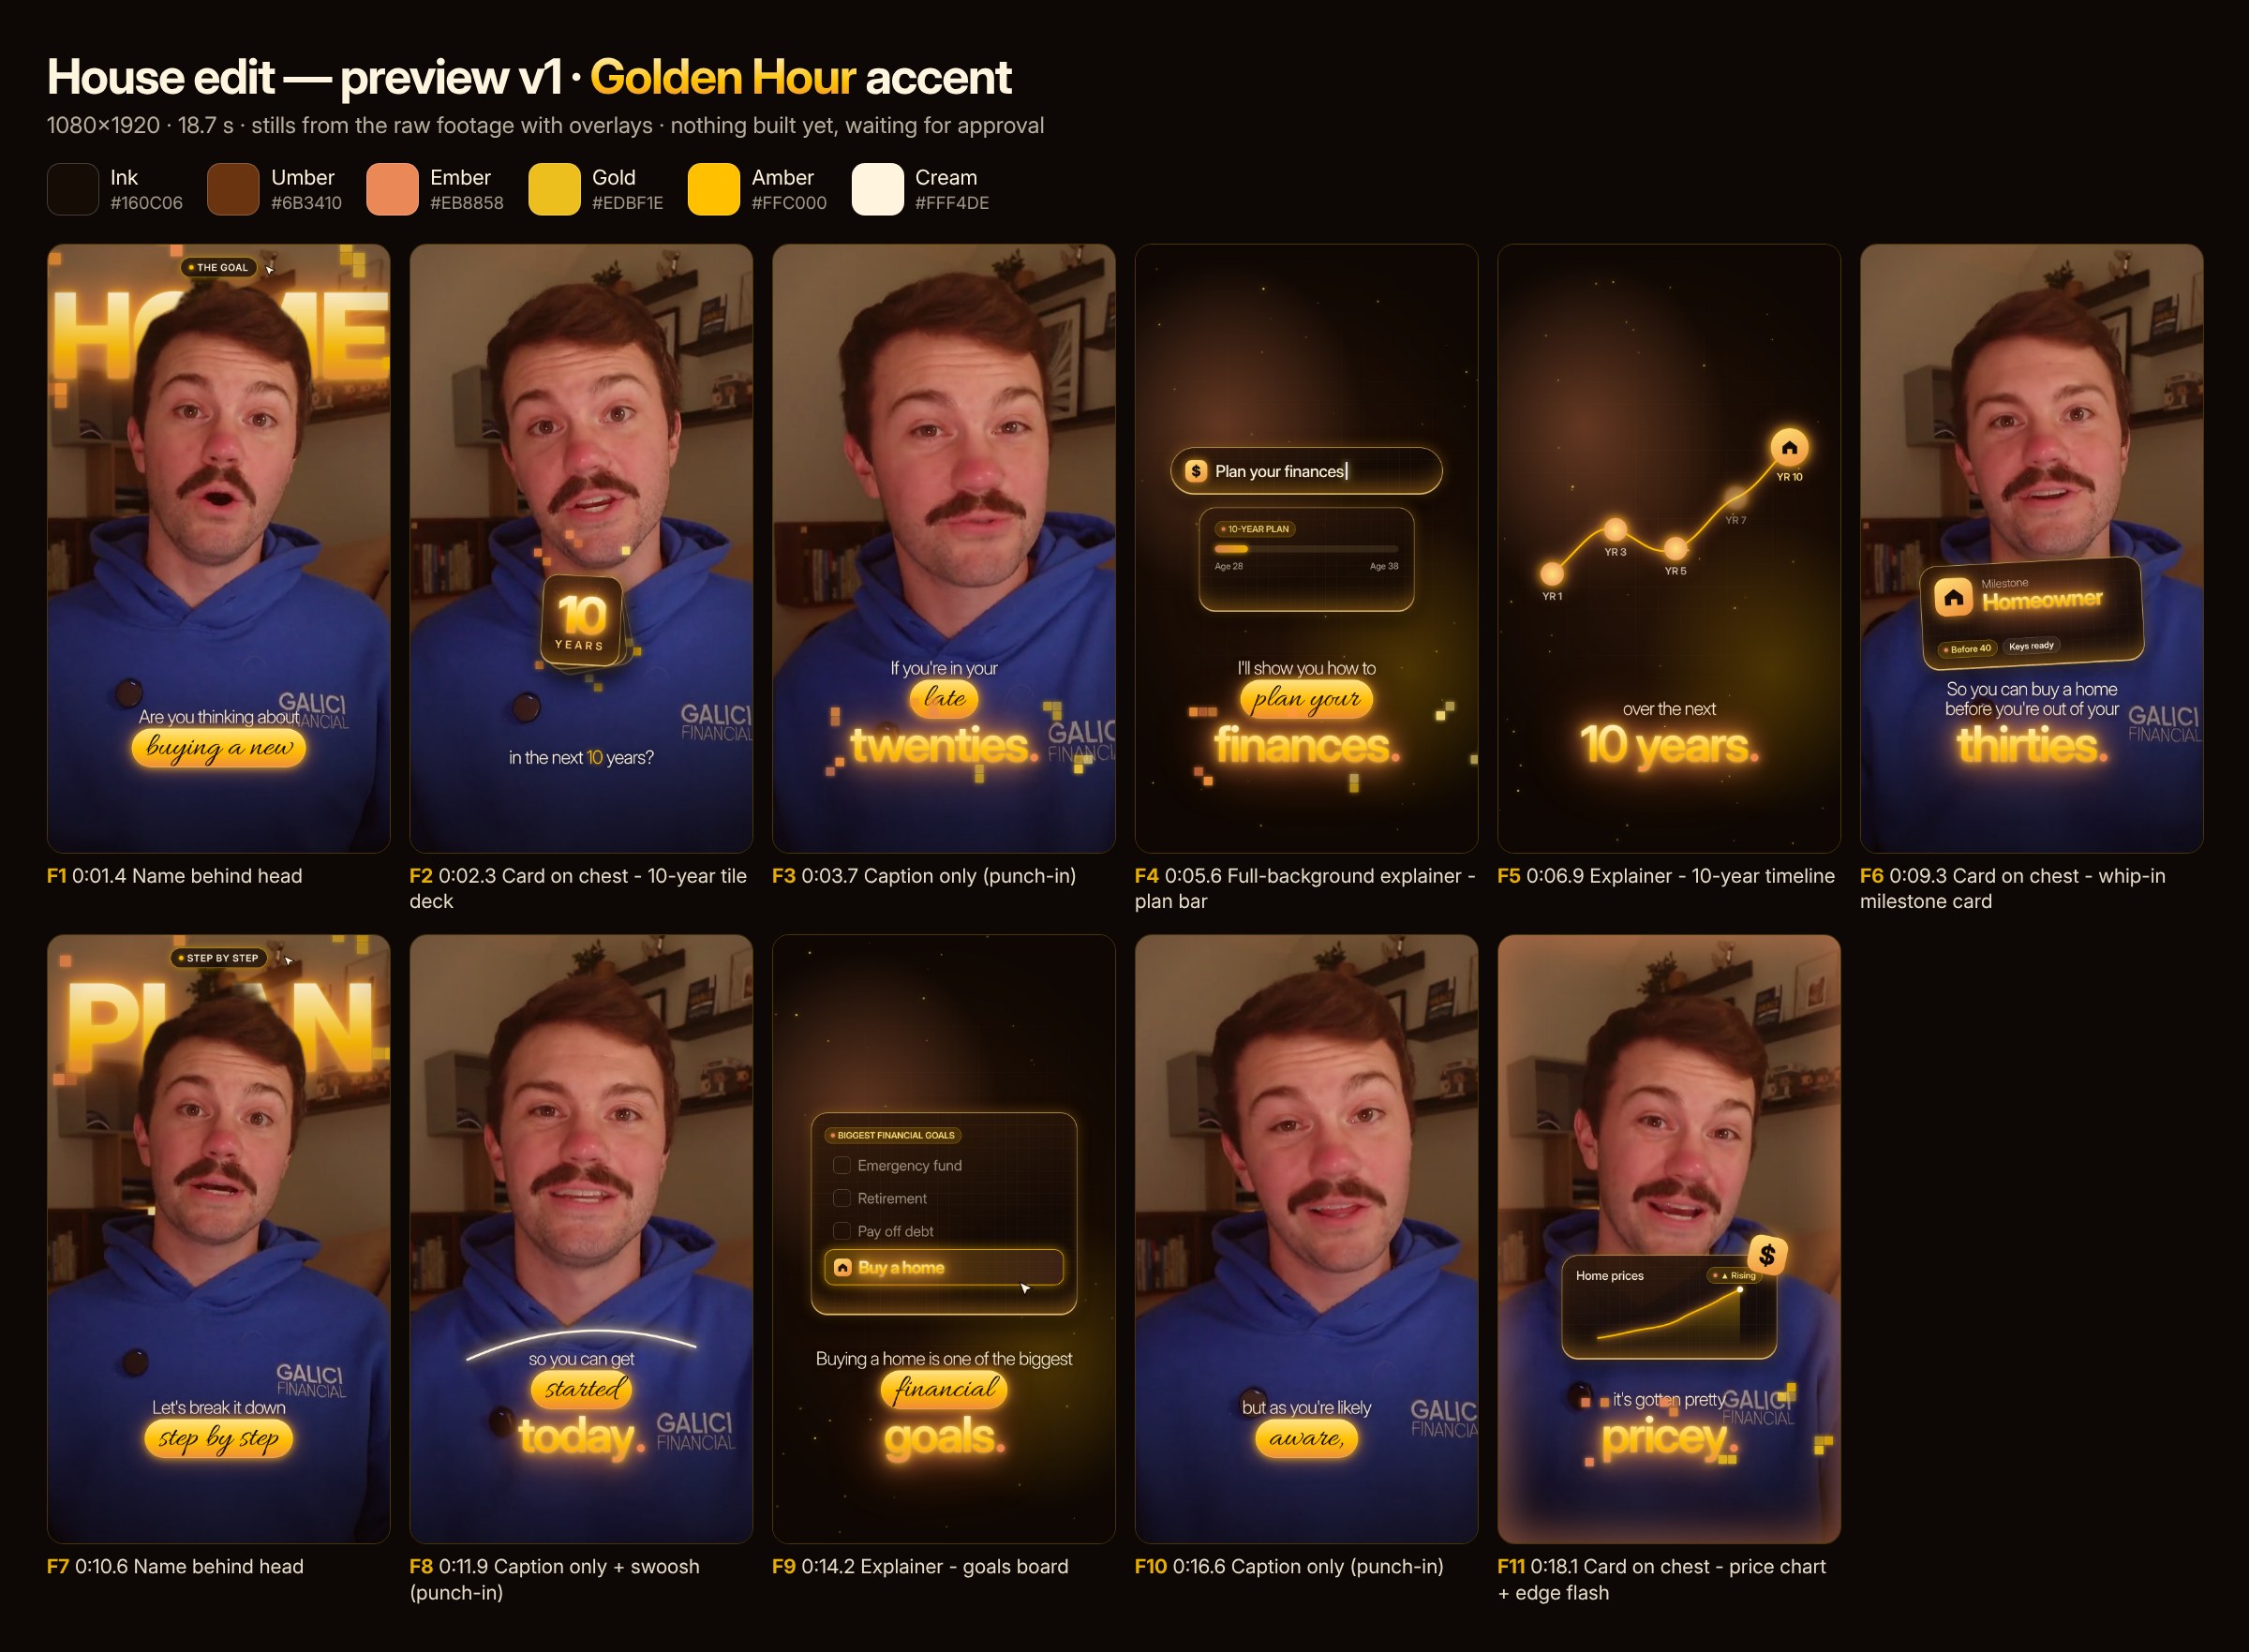 House edit — preview v1 · Golden Hour accent
1080×1920 · 18.7 s · stills from the raw footage with overlays · nothing built yet, waiting for approval
Ink
#160C06
Umber
#6B3410
Ember
#EB8858
Gold
#EDBF1E
Amber
#FFC000
Cream
#FFF4DE
THE GOAL
GALICI
FINANCIAL
Are you thinking about
buying a new
F1 0:01.4 Name behind head
10
YEARS
GALICI
FINANCIAL
in the next 10 years?
F2 0:02.3 Card on chest - 10-year tile
deck
If you're in your
late
twenties.
F3 0:03.7 Caption only (punch-in)
$ Plan your finances
10-YEAR PLAN
Age 28 Age 38
I'll show you how to
plan your
finances.
F4 0:05.6 Full-background explainer -
plan bar
YR 10
YR 7
YR 3
YR 5
YR 1
over the next
10 years.
F5 0:06.9 Explainer - 10-year timeline
Milestone
Homeowner
Before 40 Keys ready
So you can buy a home
before you're out of your
thirties.
GALICI
FINANCIAL
F6 0:09.3 Card on chest - whip-in
milestone card
STEP BY STEP
GALICI
FINANCIAL
Let's break it down
step by step
F7 0:10.6 Name behind head
so you can get
started
today.
GALICI
FINANCIAL
F8 0:11.9 Caption only + swoosh
(punch-in)
BIGGEST FINANCIAL GOALS
Emergency fund
Retirement
Pay off debt
Buy a home
Buying a home is one of the biggest
financial
goals.
F9 0:14.2 Explainer - goals board
but as you're likely
aware,
F10 0:16.6 Caption only (punch-in)
$
Home prices ▲ Rising
it's gotten pretty
GALICI
FINANCIAL
pricey.
F11 0:18.1 Card on chest - price chart
+ edge flash